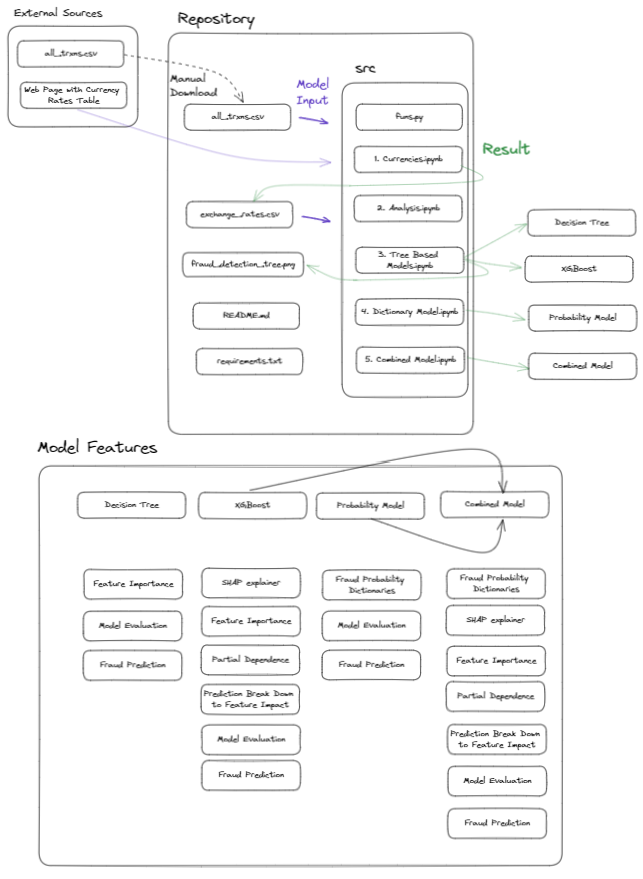 External Sources
all_trxns.csv
Web Page with Currency
Rates Table
Repository
Manual
Download
all_trxns.csv
Model
Input
exchange_rates.csv
fraud_detection_tree.png
README.md
requirements.txt
src
funs.py
1. Currencies.ipynb
2. Analysis.ipynb
3. Tree Based
Models.ipynb
4. Dictionary Model.ipynb
5. Combined Model.ipynb
Result
Decision Tree
XGBoost
Probability Model
Combined Model
Model Features
Decision Tree
Feature Importance
Model Evaluation
Fraud Prediction
XGBoost
SHAP explainer
Feature Importance
Partial Dependence
Prediction Break Down
to Feature Impact
Model Evaluation
Fraud Prediction
Probability Model
Fraud Probability
Dictionaries
Model Evaluation
Fraud Prediction
Combined Model
Fraud Probability
Dictionaries
SHAP explainer
Feature Importance
Partial Dependence
Prediction Break Down
to Feature Impact
Model Evaluation
Fraud Prediction